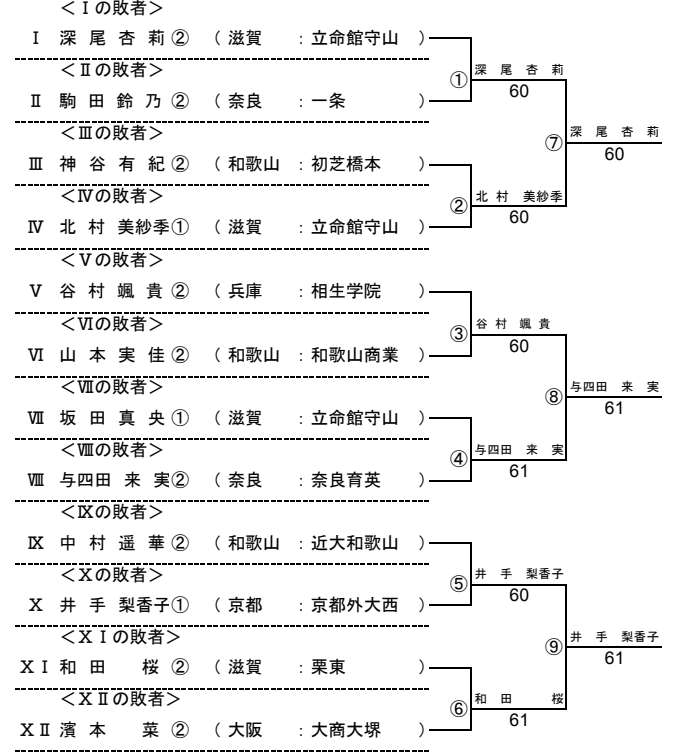 ＜Ⅰの敗者＞
Ⅰ 深 尾 杏 莉② （ 滋賀 ：立命館守山 ）
＜Ⅱの敗者＞
① 深 尾 杏 莉
60
Ⅱ 駒 田 鈴 乃② （ 奈良 ：一条 ）
＜Ⅲの敗者＞
⑦ 深 尾 杏 莉
60
Ⅲ 神 谷 有 紀② （ 和歌山 ：初芝橋本 ）
＜Ⅳの敗者＞
② 北 村 美紗季
60
Ⅳ 北 村 美紗季① （ 滋賀 ：立命館守山 ）
＜Ⅴの敗者＞
Ⅴ 谷 村 颯 貴② （ 兵庫 ：相生学院 ）
＜Ⅵの敗者＞
③ 谷 村 颯 貴
60
Ⅵ 山 本 実 佳② （ 和歌山 ：和歌山商業 ）
＜Ⅶの敗者＞
⑧ 与四田 来 実
61
Ⅶ 坂 田 真 央① （ 滋賀 ：立命館守山 ）
＜Ⅷの敗者＞
④ 与四田 来 実
61
Ⅷ 与四田 来 実② （ 奈良 ：奈良育英 ）
＜Ⅸの敗者＞
Ⅸ 中 村 遥 華② （ 和歌山 ：近大和歌山 ）
＜Ⅹの敗者＞
⑤ 井 手 梨香子
60
Ⅹ 井 手 梨香子① （ 京都 ：京都外大西 ）
＜ⅩⅠの敗者＞
⑨ 井 手 梨香子
61
ⅩⅠ 和 田 桜 ② （ 滋賀 ：栗東 ）
＜ⅩⅡの敗者＞
⑥ 和 田 桜
61
ⅩⅡ 濱 本 菜 ② （ 大阪 ：大商大堺 ）